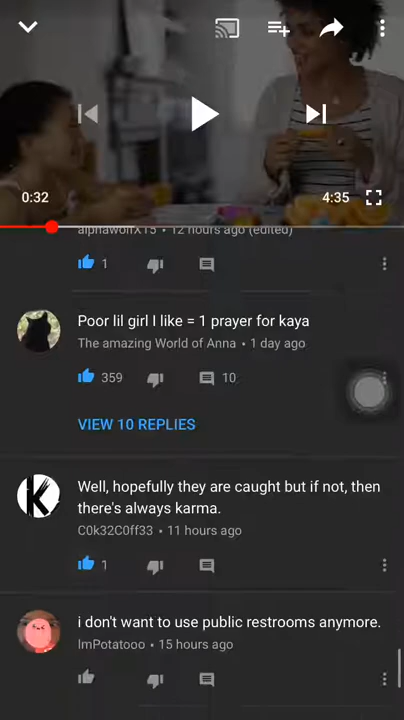 0:32
4:35
alphawolfX15 • 12 hours ago (edited)
1
Poor lil girl I like = 1 prayer for kaya
The amazing World of Anna • 1 day ago
359
10
VIEW 10 REPLIES
Well, hopefully they are caught but if not, then
there's always karma.
C0k32C0ff33 • 11 hours ago
1
i don't want to use public restrooms anymore.
ImPotatooo • 15 hours ago